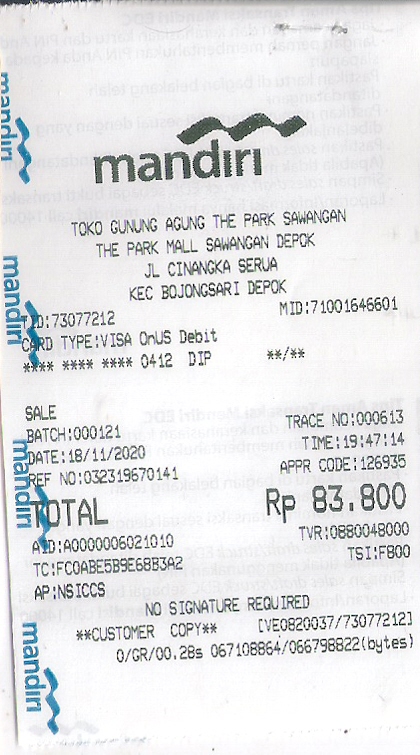 mandiri
TOKO GUNUNG AGUNG THE PARK SAWANGAN
THE PARK MALL SAWANGAN DEPOK
JL CINANGKA SERUA
KEC BOJONGSARI DEPOK
TID:73077212 MID:71001646601
CARD TYPE:VISA OnUS Debit
**** **** **** 0412 DIP **/**
SALE
BATCH:000121 TRACE NO:000613
DATE:18/11/2020 TIME:19:47:14
REF NO:032319670141 APPR CODE:126935
TOTAL Rp 83.800
AID:A0000006021010 TVR:0880048000
TC:FC0ABE5B9E68B3A2 TSI:F800
AP:NSICCS
NO SIGNATURE REQUIRED
**CUSTOMER COPY** [VE0820037/73077212]
0/GR/00.28s 067108864/066798822(bytes)
mandiri
mandiri
mandiri
mandiri